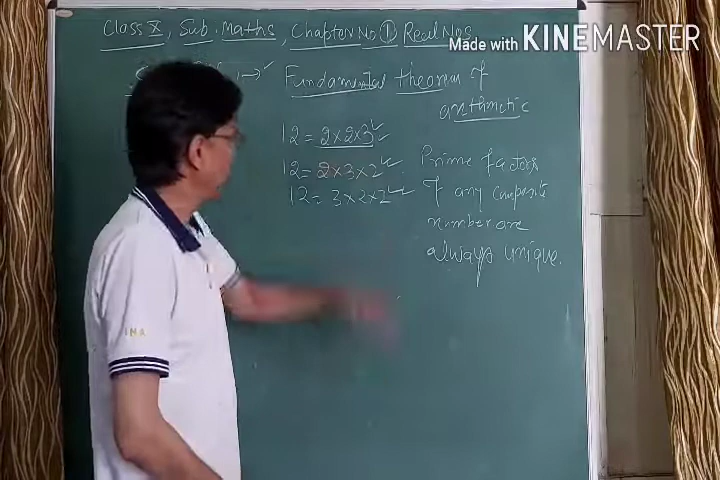 Class X, Sub. Maths, Chapter No ① Real Nos.
Made with KINEMASTER
Fundamental theorem of
arithmetic
12 = 2×2×3
12 = 2×3×2
12 = 3×2×2
Prime factors
of any composite
number are
always unique.
IMA